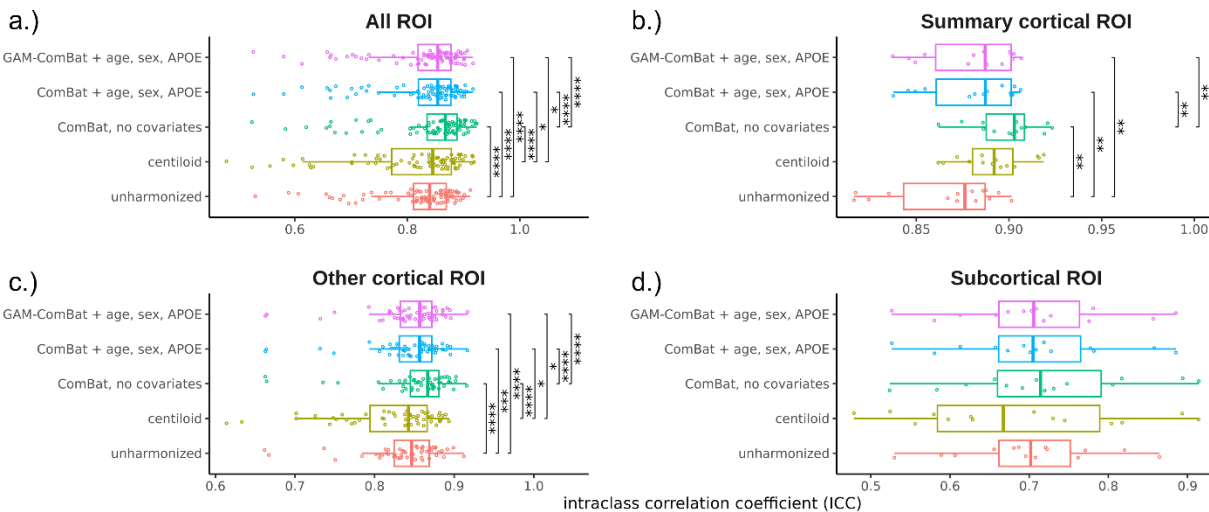 a.)
All ROI
GAM-ComBat + age, sex, APOE
ComBat + age, sex, APOE
ComBat, no covariates
centiloid
unharmonized
****
****
****
****
*
*
****
****
0.6
0.8
1.0
b.)
Summary cortical ROI
GAM-ComBat + age, sex, APOE
ComBat + age, sex, APOE
ComBat, no covariates
centiloid
unharmonized
**
**
**
**
**
0.85
0.90
0.95
1.00
c.)
Other cortical ROI
GAM-ComBat + age, sex, APOE
ComBat + age, sex, APOE
ComBat, no covariates
centiloid
unharmonized
****
***
****
****
*
*
****
****
0.6
0.7
0.8
0.9
1.0
d.)
Subcortical ROI
GAM-ComBat + age, sex, APOE
ComBat + age, sex, APOE
ComBat, no covariates
centiloid
unharmonized
0.5
0.6
0.7
0.8
0.9
intraclass correlation coefficient (ICC)